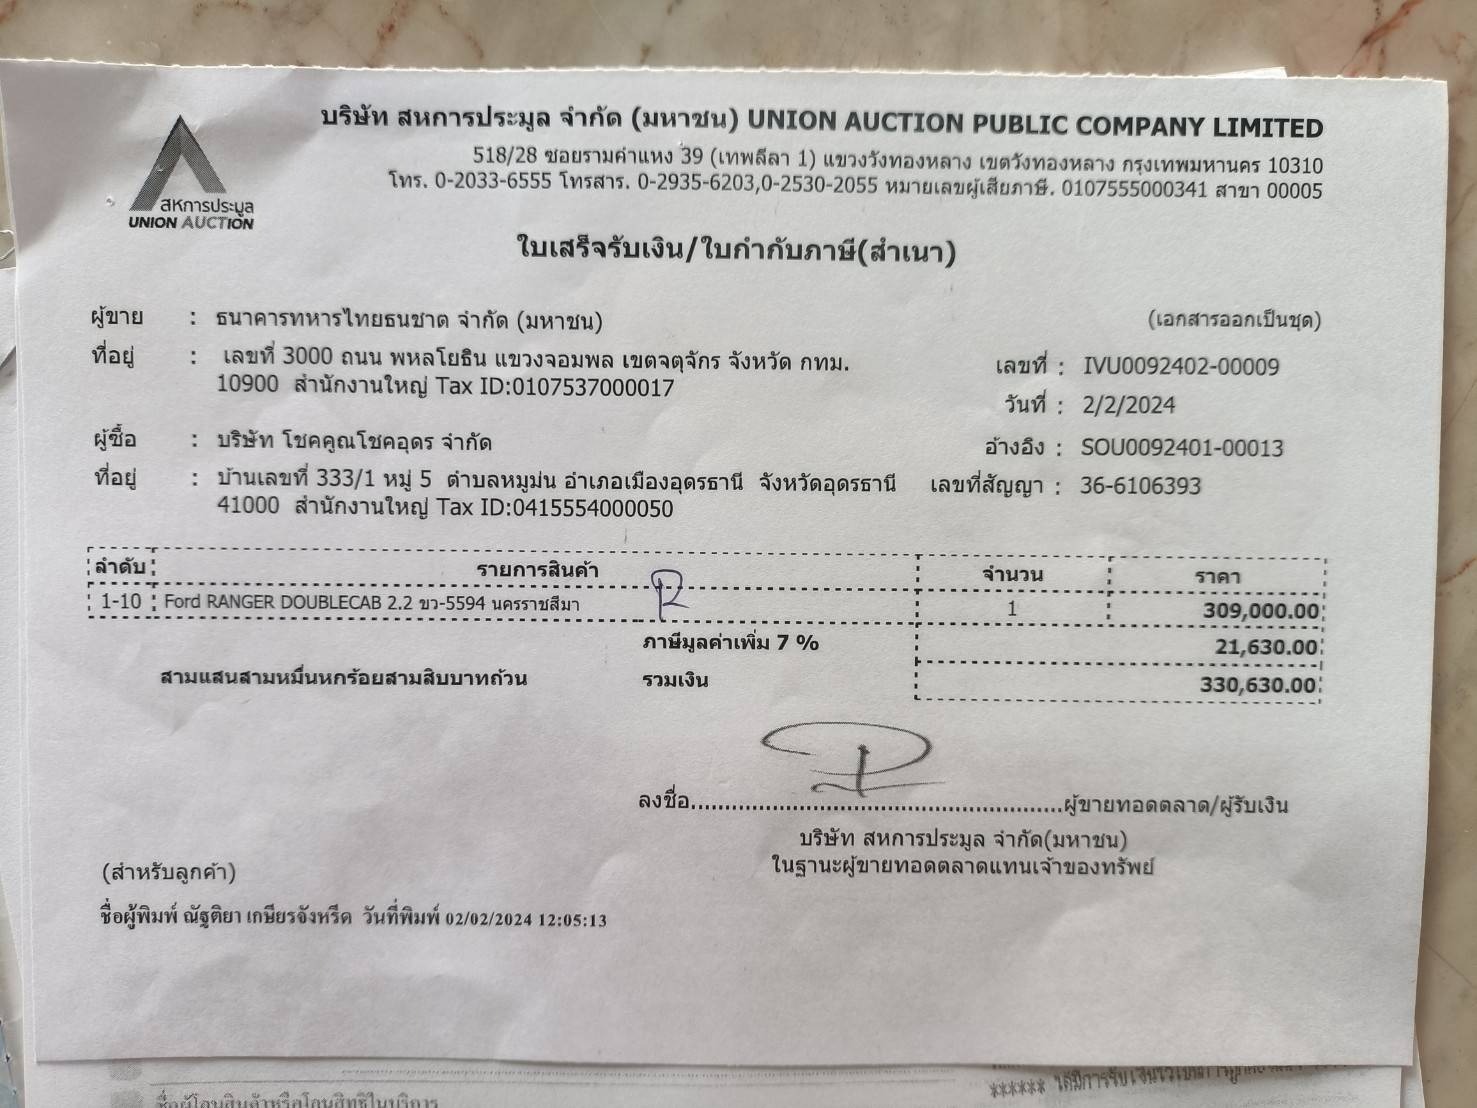 บริษัท สหการประมูล จำกัด (มหาชน) UNION AUCTION PUBLIC COMPANY LIMITED
518/28 ซอยรามคำแหง 39 (เทพลีลา 1) แขวงวังทองหลาง เขตวังทองหลาง กรุงเทพมหานคร 10310
โทร. 0-2033-6555 โทรสาร. 0-2935-6203,0-2530-2055 หมายเลขผู้เสียภาษี. 0107555000341 สาขา 00005
สหการประมูล
UNION AUCTION
ใบเสร็จรับเงิน/ใบกำกับภาษี(สำเนา)
ผู้ขาย : ธนาคารทหารไทยธนชาต จำกัด (มหาชน) (เอกสารออกเป็นชุด)
ที่อยู่ : เลขที่ 3000 ถนน พหลโยธิน แขวงจอมพล เขตจตุจักร จังหวัด กทม. เลขที่ : IVU0092402-00009
10900 สำนักงานใหญ่ Tax ID:0107537000017
วันที่ : 2/2/2024
ผู้ซื้อ : บริษัท โชคคูณโชคอุดร จำกัด อ้างอิง : SOU0092401-00013
ที่อยู่ : บ้านเลขที่ 333/1 หมู่ 5 ตำบลหมูม่น อำเภอเมืองอุดรธานี จังหวัดอุดรธานี เลขที่สัญญา : 36-6106393
41000 สำนักงานใหญ่ Tax ID:0415554000050
ลำดับ รายการสินค้า จำนวน ราคา
1-10 Ford RANGER DOUBLECAB 2.2 ขว-5594 นครราชสีมา 1 309,000.00
ภาษีมูลค่าเพิ่ม 7 % 21,630.00
สามแสนสามหมื่นหกร้อยสามสิบบาทถ้วน รวมเงิน 330,630.00
ลงชื่อ..........................................................ผู้ขายทอดตลาด/ผู้รับเงิน
บริษัท สหการประมูล จำกัด(มหาชน)
ในฐานะผู้ขายทอดตลาดแทนเจ้าของทรัพย์
(สำหรับลูกค้า)
ชื่อผู้พิมพ์ ณัฐติยา เกษียรจังหรีด วันที่พิมพ์ 02/02/2024 12:05:13